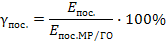 γпос. = Eпос. / Eпос.МР/ГО · 100%